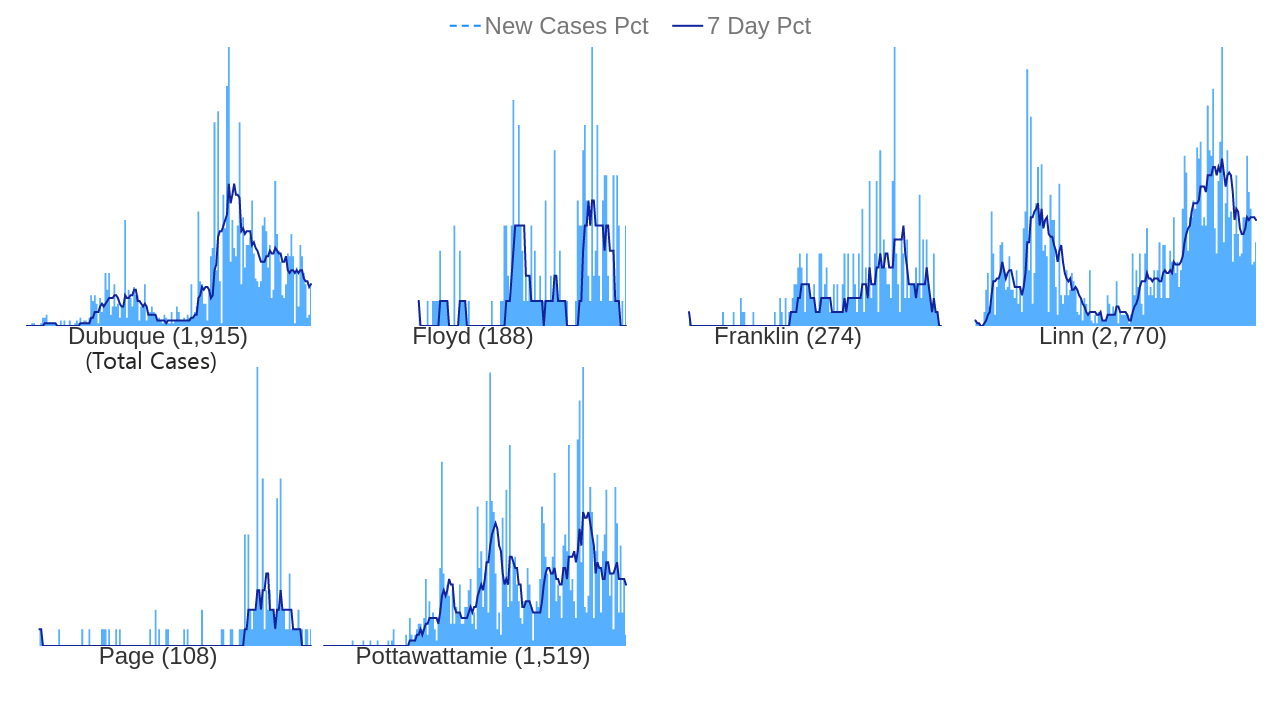 New Cases Pct 7 Day Pct
Dubuque (1,915) Floyd (188) Franklin (274) Linn (2,770)
(Total Cases)
Page (108) Pottawattamie (1,519)